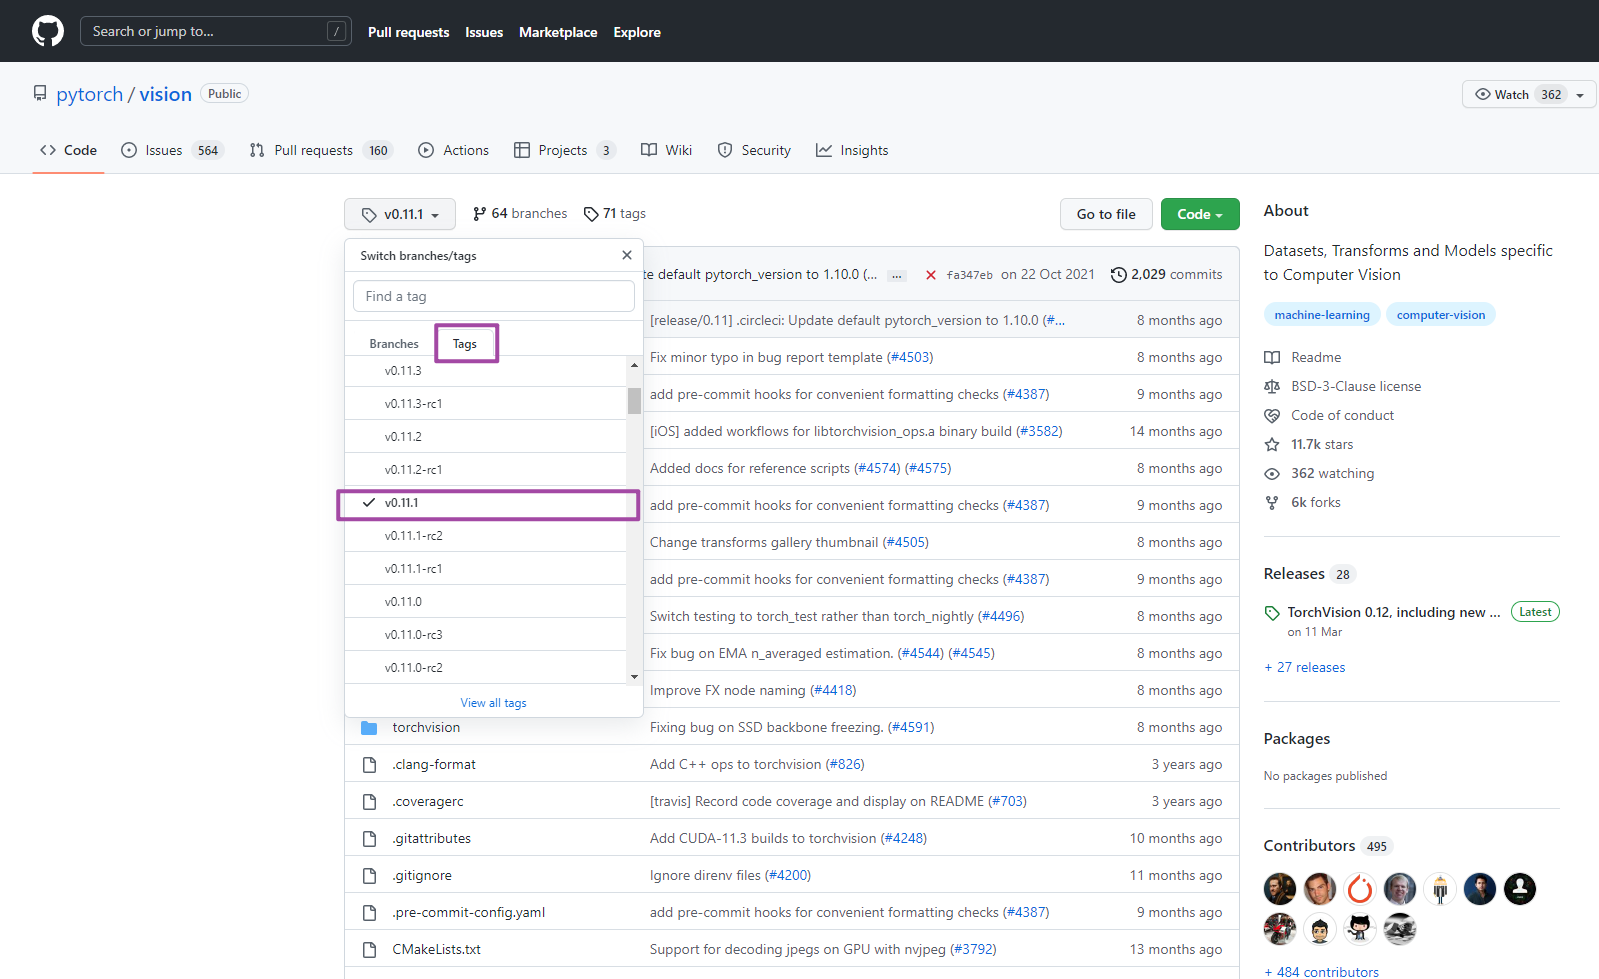 Search or jump to... /
Pull requests Issues Marketplace Explore
pytorch / vision Public
Watch 362
Code Issues 564 Pull requests 160 Actions Projects 3 Wiki Security Insights
v0.11.1 64 branches 71 tags Go to file Code
Switch branches/tags
Find a tag
Branches Tags
v0.11.3
v0.11.3-rc1
v0.11.2
v0.11.2-rc1
v0.11.1
v0.11.1-rc2
v0.11.1-rc1
v0.11.0
v0.11.0-rc3
v0.11.0-rc2
View all tags
te default pytorch_version to 1.10.0 (... ... fa347eb on 22 Oct 2021 2,029 commits
[release/0.11] .circleci: Update default pytorch_version to 1.10.0 (#... 8 months ago
Fix minor typo in bug report template (#4503) 8 months ago
add pre-commit hooks for convenient formatting checks (#4387) 9 months ago
[iOS] added workflows for libtorchvision_ops.a binary build (#3582) 14 months ago
Added docs for reference scripts (#4574) (#4575) 8 months ago
add pre-commit hooks for convenient formatting checks (#4387) 9 months ago
Change transforms gallery thumbnail (#4505) 8 months ago
add pre-commit hooks for convenient formatting checks (#4387) 9 months ago
Switch testing to torch_test rather than torch_nightly (#4496) 8 months ago
Fix bug on EMA n_averaged estimation. (#4544) (#4545) 8 months ago
Improve FX node naming (#4418) 8 months ago
torchvision Fixing bug on SSD backbone freezing. (#4591) 8 months ago
.clang-format Add C++ ops to torchvision (#826) 3 years ago
.coveragerc [travis] Record code coverage and display on README (#703) 3 years ago
.gitattributes Add CUDA-11.3 builds to torchvision (#4248) 10 months ago
.gitignore Ignore direnv files (#4200) 11 months ago
.pre-commit-config.yaml add pre-commit hooks for convenient formatting checks (#4387) 9 months ago
CMakeLists.txt Support for decoding jpegs on GPU with nvjpeg (#3792) 13 months ago
About
Datasets, Transforms and Models specific
to Computer Vision
machine-learning computer-vision
Readme
BSD-3-Clause license
Code of conduct
11.7k stars
362 watching
6k forks
Releases 28
TorchVision 0.12, including new ... Latest
on 11 Mar
+ 27 releases
Packages
No packages published
Contributors 495
+ 484 contributors